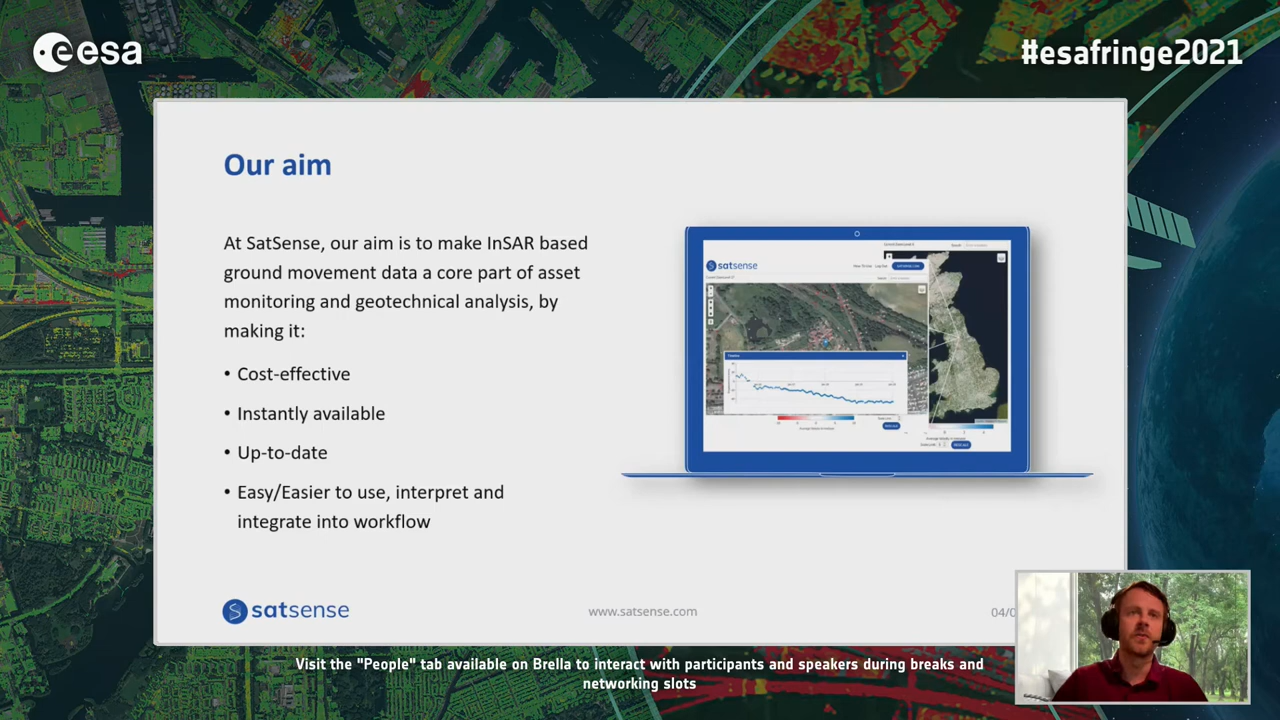 esa
#esafringe2021
Our aim
At SatSense, our aim is to make InSAR based
ground movement data a core part of asset
monitoring and geotechnical analysis, by
making it:
• Cost-effective
• Instantly available
• Up-to-date
• Easy/Easier to use, interpret and
integrate into workflow
satsense
satsense
www.satsense.com
04/0
Visit the "People" tab available on Brella to interact with participants and speakers during breaks and
networking slots